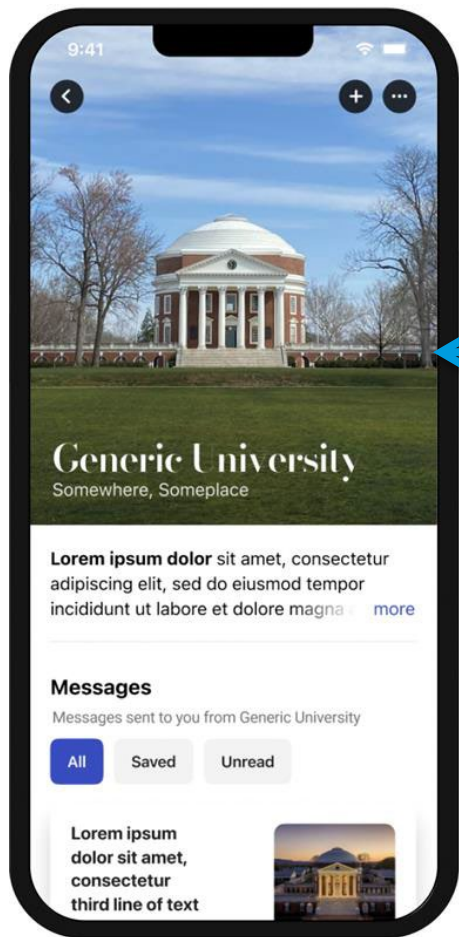 9:41
Generic University
Somewhere, Someplace
Lorem ipsum dolor sit amet, consectetur
adipiscing elit, sed do eiusmod tempor
incididunt ut labore et dolore magna more
Messages
Messages sent to you from Generic University
All Saved Unread
Lorem ipsum
dolor sit amet,
consectetur
third line of text